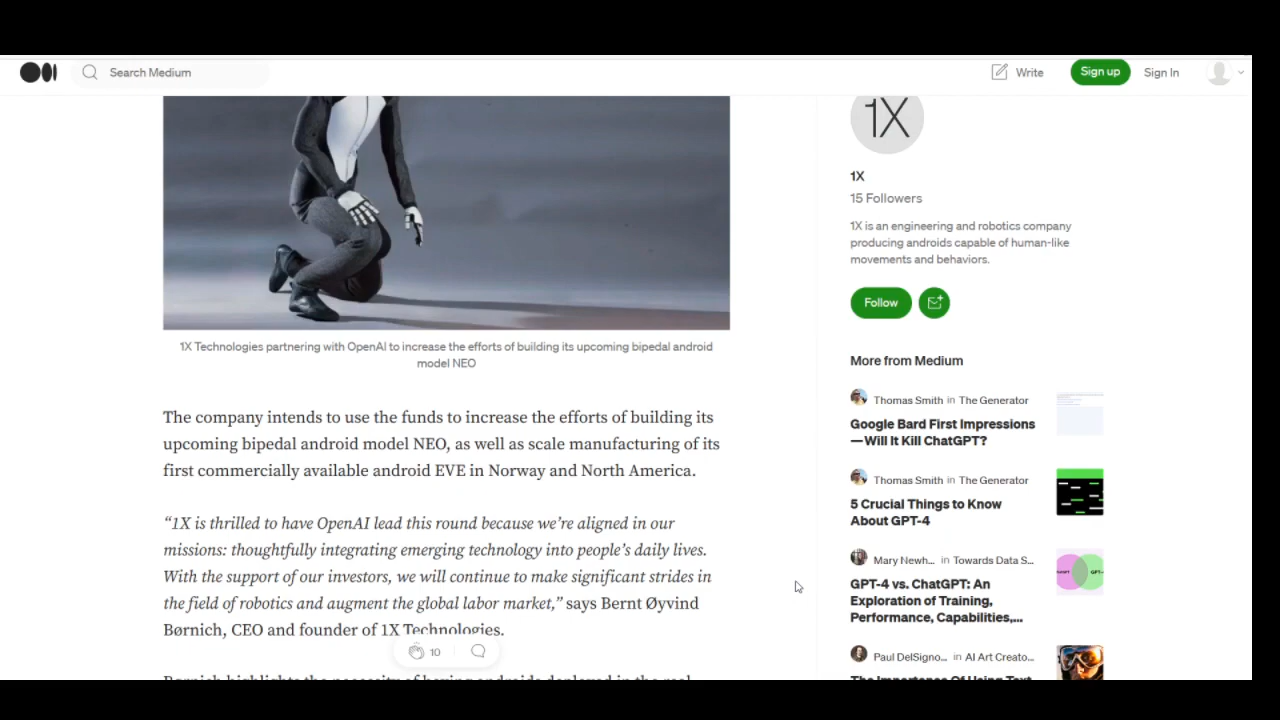 Search Medium
Write
Sign up
Sign In
1X
1X
15 Followers
1X is an engineering and robotics company
producing androids capable of human-like
movements and behaviors.
Follow
1X Technologies partnering with OpenAI to increase the efforts of building its upcoming bipedal android
model NEO
The company intends to use the funds to increase the efforts of building its
upcoming bipedal android model NEO, as well as scale manufacturing of its
first commercially available android EVE in Norway and North America.
“1X is thrilled to have OpenAI lead this round because we’re aligned in our
missions: thoughtfully integrating emerging technology into people’s daily lives.
With the support of our investors, we will continue to make significant strides in
the field of robotics and augment the global labor market,” says Bernt Øyvind
Børnich, CEO and founder of 1X Technologies.
10
More from Medium
Thomas Smith in The Generator
Google Bard First Impressions
—Will It Kill ChatGPT?
Thomas Smith in The Generator
5 Crucial Things to Know
About GPT-4
Mary Newh... in Towards Data S...
GPT-4 vs. ChatGPT: An
Exploration of Training,
Performance, Capabilities,...
Paul DelSigno... in AI Art Creato...